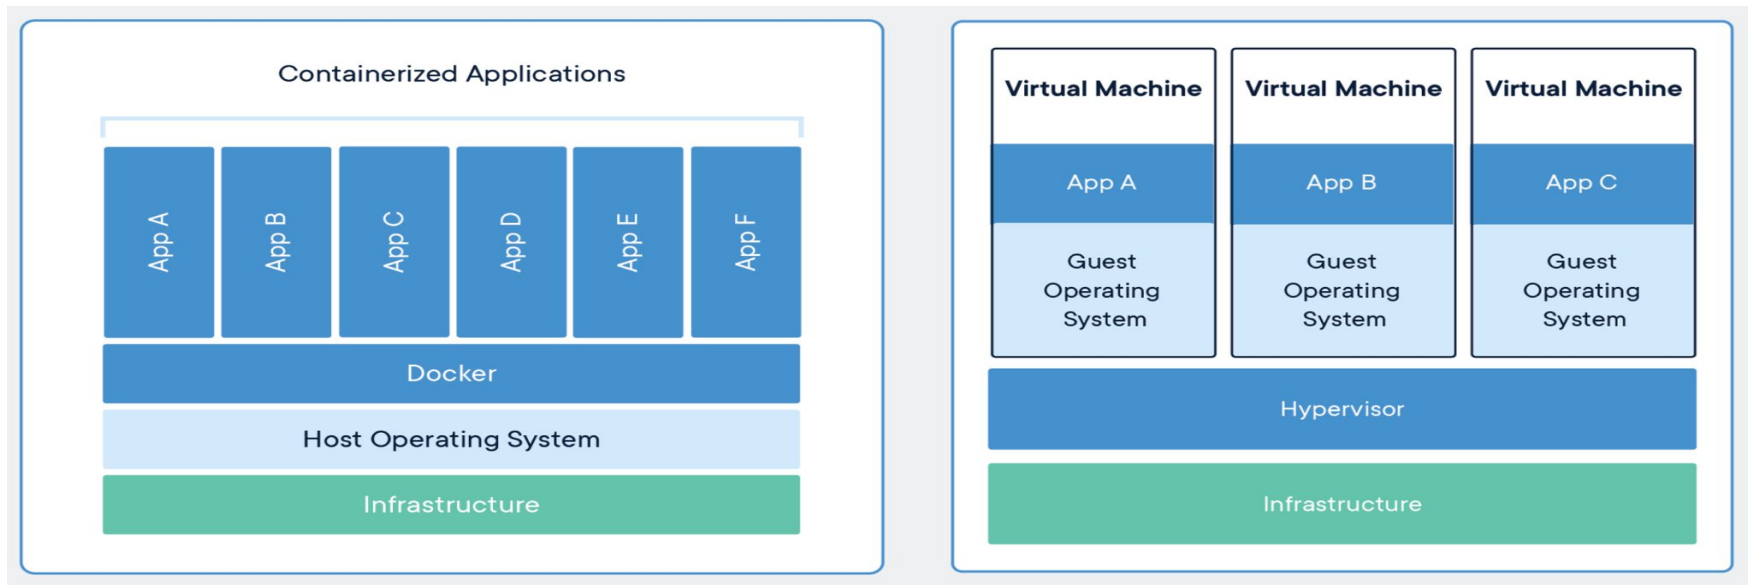 Containerized Applications
App A
App B
App C
App D
App E
App F
Docker
Host Operating System
Infrastructure
Virtual Machine
App A
Guest
Operating
System
Virtual Machine
App B
Guest
Operating
System
Virtual Machine
App C
Guest
Operating
System
Hypervisor
Infrastructure